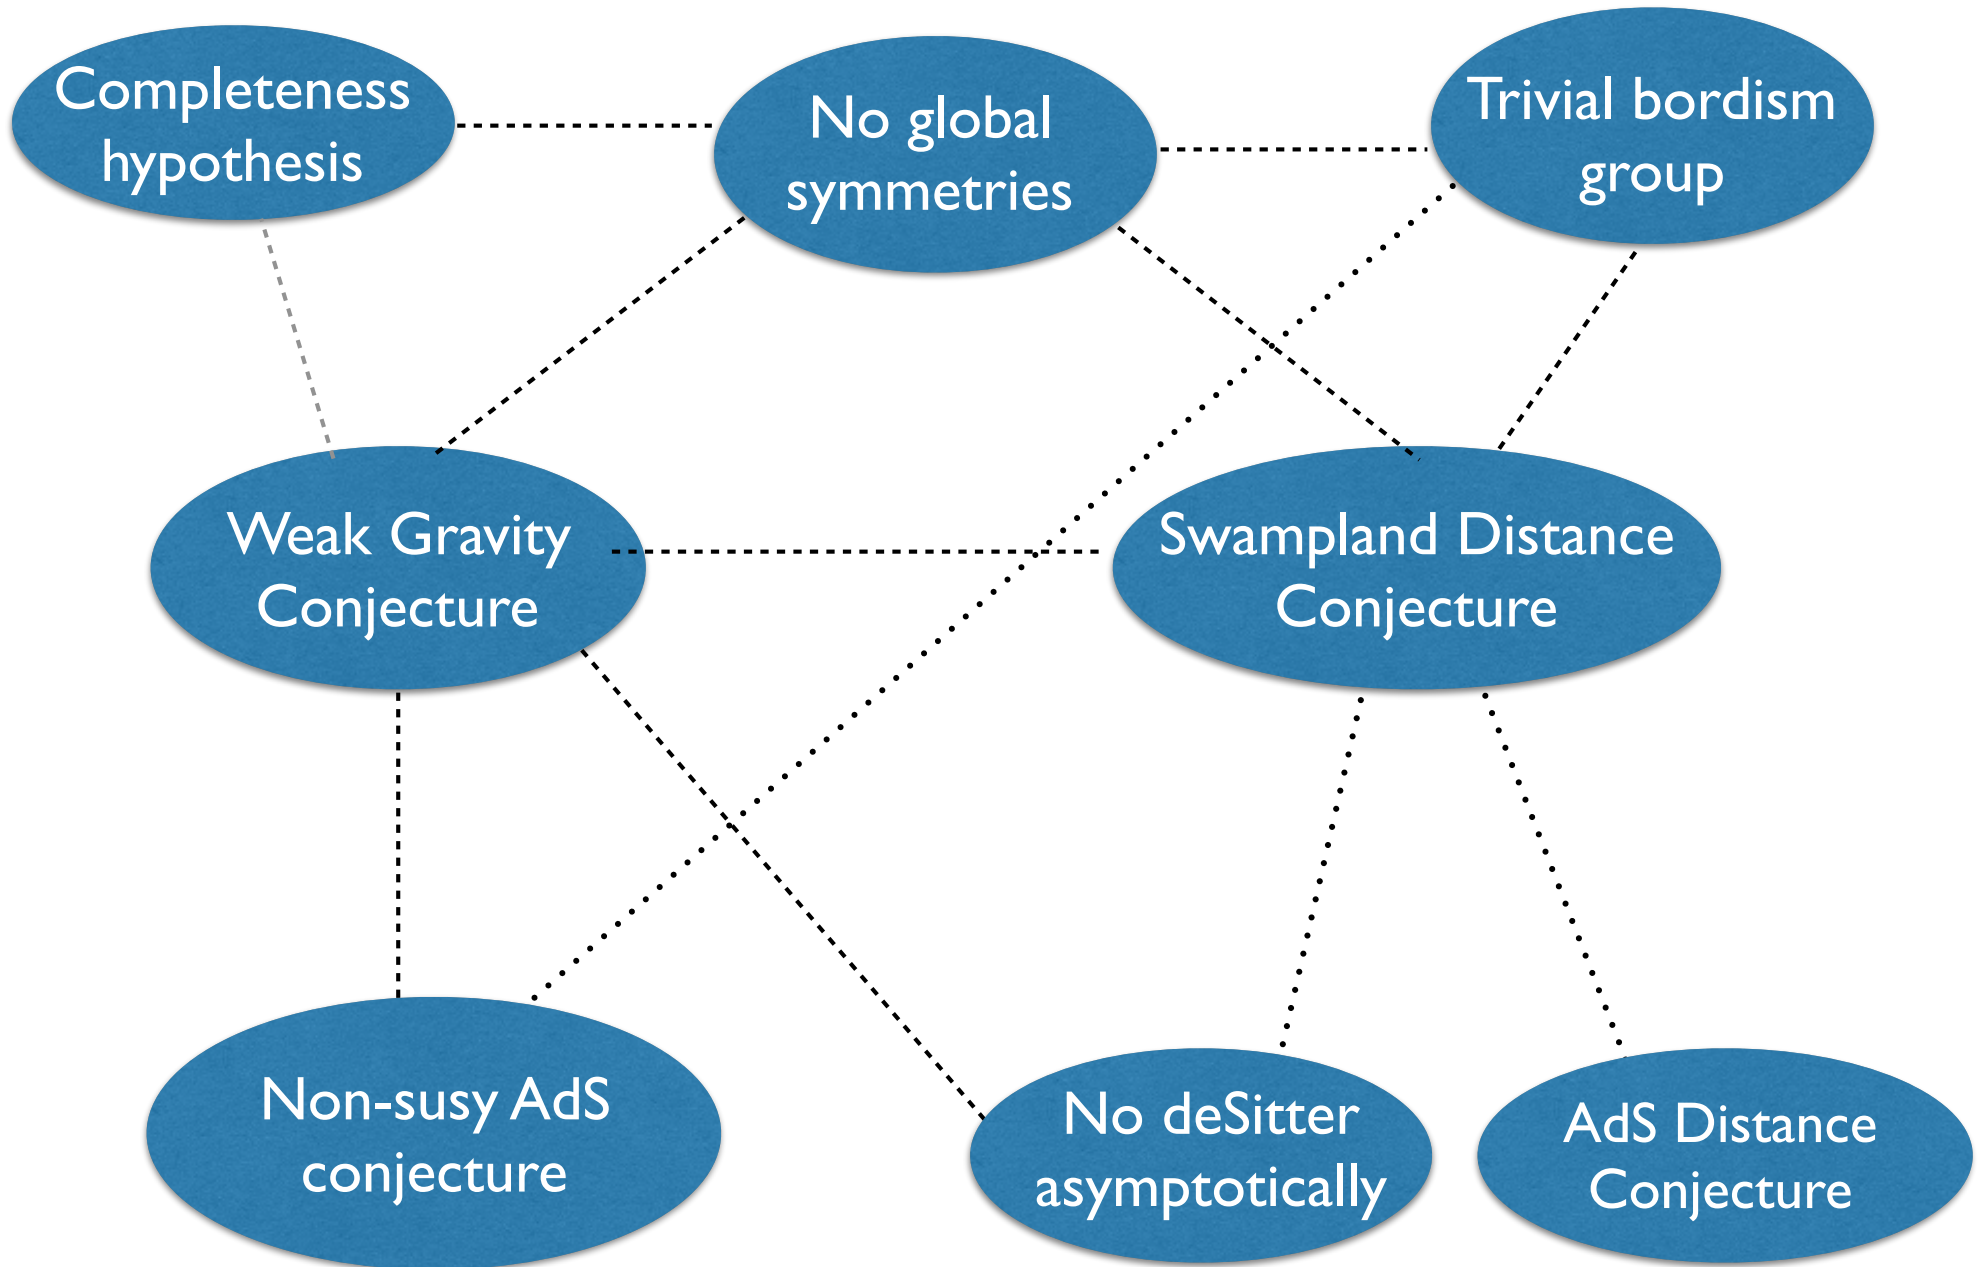 Completeness
hypothesis
No global
symmetries
Trivial bordism
group
Weak Gravity
Conjecture
Swampland Distance
Conjecture
Non-susy AdS
conjecture
No deSitter
asymptotically
AdS Distance
Conjecture